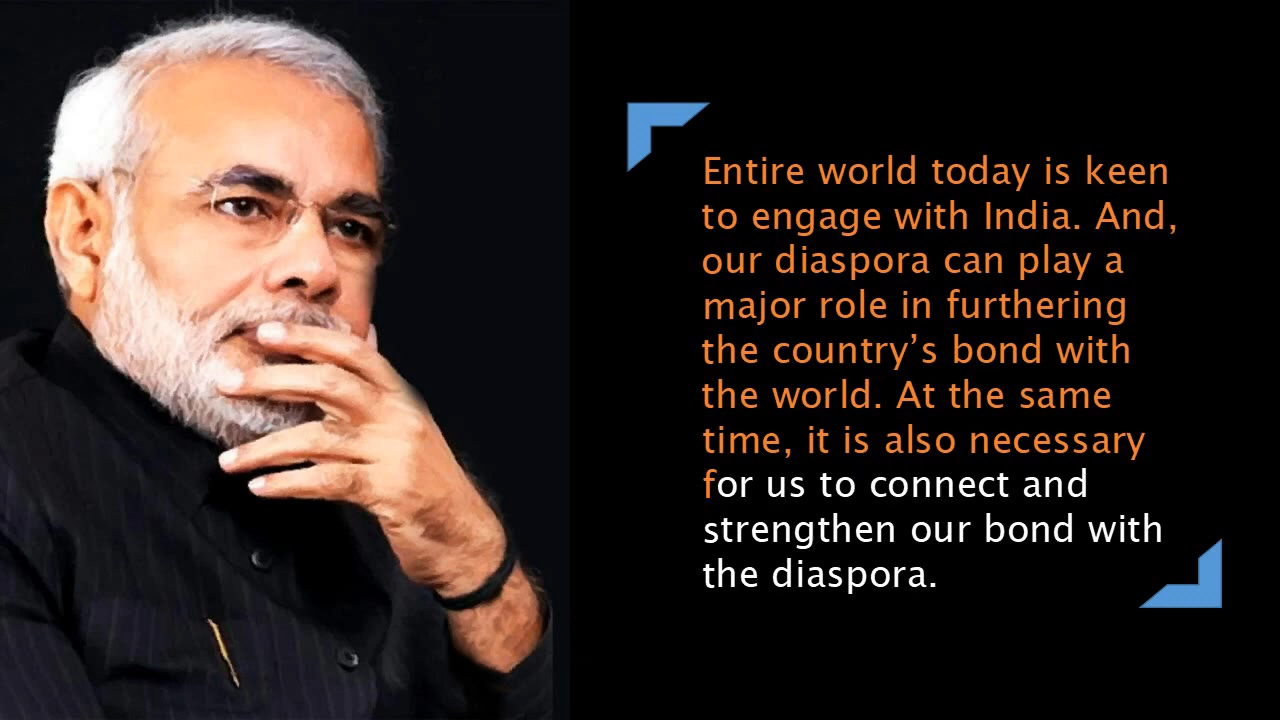 Entire world today is keen
to engage with India. And,
our diaspora can play a
major role in furthering
the country’s bond with
the world. At the same
time, it is also necessary
for us to connect and
strengthen our bond with
the diaspora.